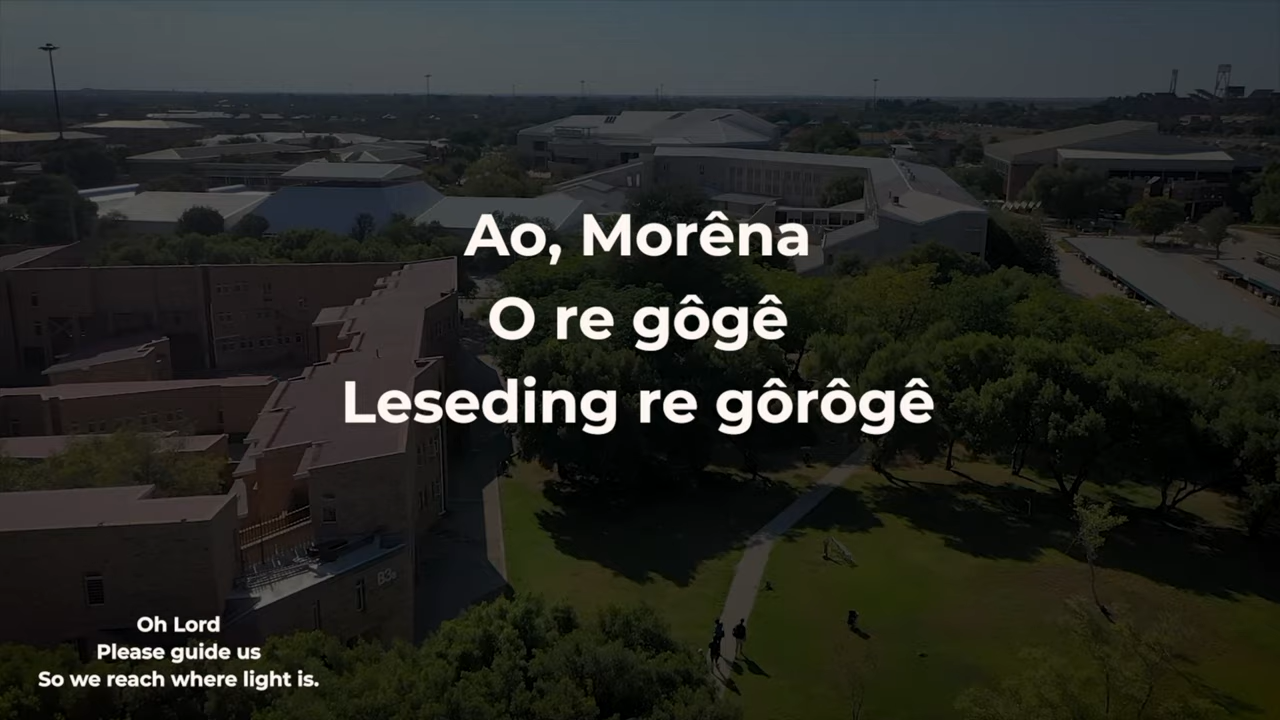 Ao, Morêna
O re gôgê
Leseding re gôrôgê
B3a
Oh Lord
Please guide us
So we reach where light is.